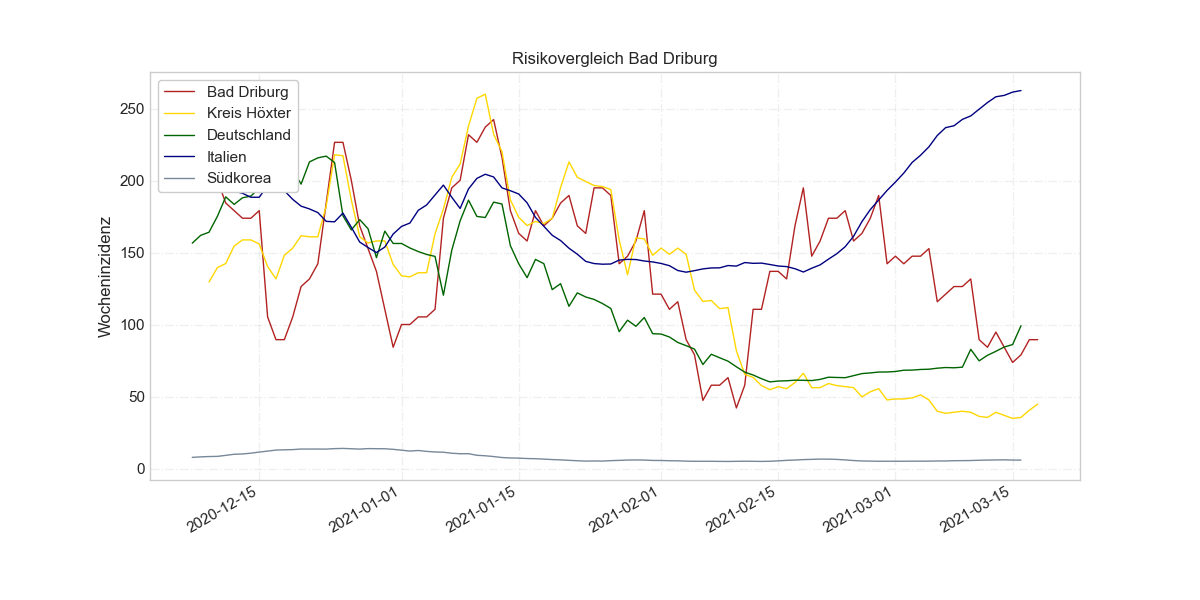 Risikovergleich Bad Driburg
Bad Driburg
Kreis Höxter
Deutschland
Italien
Südkorea
Wocheninzidenz
250
200
150
100
50
0
2020-12-15
2021-01-01
2021-01-15
2021-02-01
2021-02-15
2021-03-01
2021-03-15